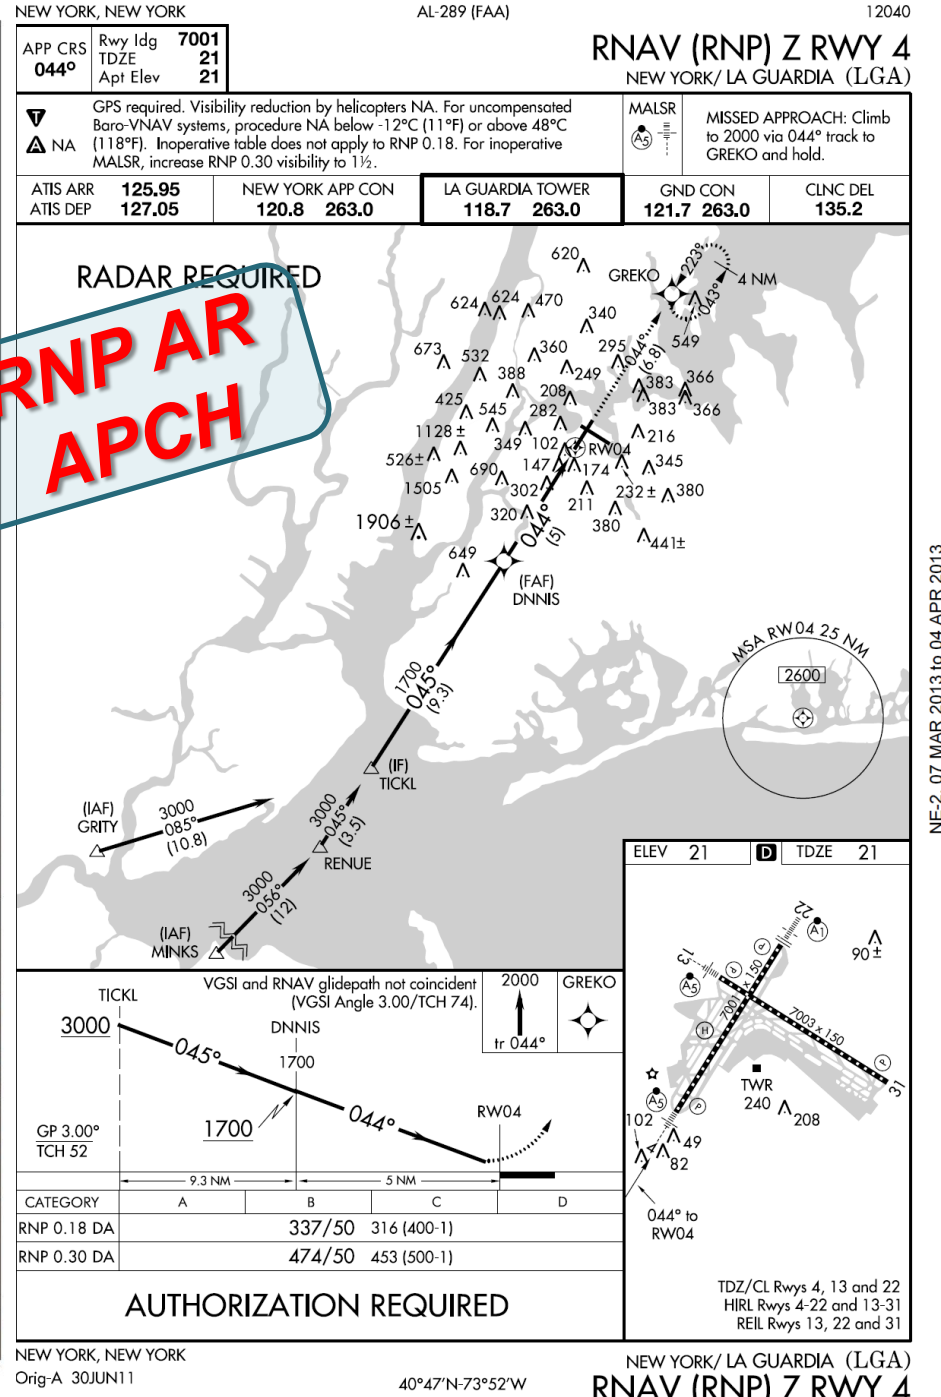 NEW YORK, NEW YORK
AL-289 (FAA)
12040
APP CRS
044°
Rwy ldg 7001
TDZE 21
Apt Elev 21
RNAV (RNP) Z RWY 4
NEW YORK/ LA GUARDIA (LGA)
T
A NA
GPS required. Visibility reduction by helicopters NA. For uncompensated
Baro-VNAV systems, procedure NA below -12°C (11°F) or above 48°C
(118°F). Inoperative table does not apply to RNP 0.18. For inoperative
MALSR, increase RNP 0.30 visibility to 1½.
MALSR
A5
MISSED APPROACH: Climb
to 2000 via 044° track to
GREKO and hold.
ATIS ARR 125.95
ATIS DEP 127.05
NEW YORK APP CON
120.8 263.0
LA GUARDIA TOWER
118.7 263.0
GND CON
121.7 263.0
CLNC DEL
135.2
RADAR REQUIRED
RNP AR
APCH
620
GREKO
223°
043°
4 NM
549
624
624
470
340
295
044°
(6.8)
673
532
360
388
249
383
366
208
383
366
425
545
282
1128 ±
349
102
RW04
216
526±
690
147
174
345
1505
302
211
232 ±
380
1906 ±
320
380
044°
(5)
441±
649
(FAF)
DNNIS
MSA RW04 25 NM
2600
1700
045°
(9.3)
(IF)
TICKL
(IAF)
GRITY
3000
085°
(10.8)
3000
045°
(3.5)
RENUE
3000
056°
(12)
(IAF)
MINKS
NE-2, 07 MAR 2013 to 04 APR 2013
ELEV 21
D
TDZE 21
22
A1
90 ±
P
13
P
A5
7001 x 150
H
7003 x 150
P
31
TWR
240
208
A5
P
102
4
49
82
044° to
RW04
TDZ/CL Rwys 4, 13 and 22
HIRL Rwys 4-22 and 13-31
REIL Rwys 13, 22 and 31
VGSI and RNAV glidepath not coincident
(VGSI Angle 3.00/TCH 74).
2000
tr 044°
GREKO
TICKL
3000
045°
DNNIS
1700
1700
044°
RW04
GP 3.00°
TCH 52
9.3 NM
5 NM
CATEGORY A B C D
RNP 0.18 DA 337/50 316 (400-1)
RNP 0.30 DA 474/50 453 (500-1)
AUTHORIZATION REQUIRED
NEW YORK, NEW YORK
Orig-A 30JUN11
40°47'N-73°52'W
NEW YORK/ LA GUARDIA (LGA)
RNAV (RNP) Z RWY 4